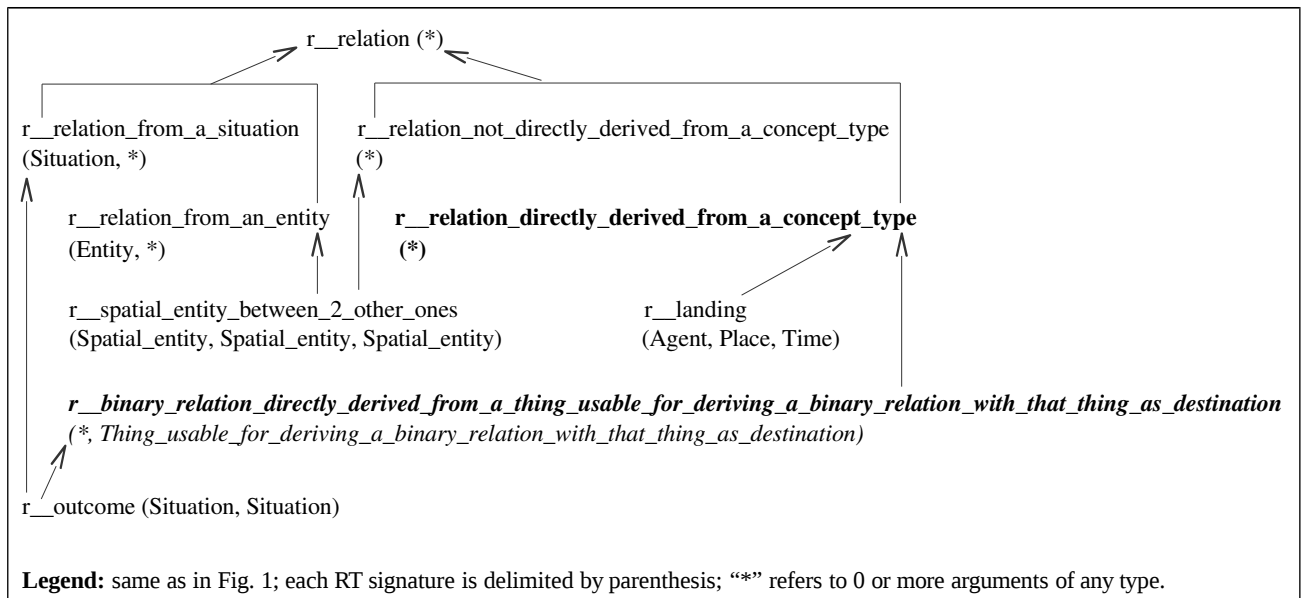 r__relation (*)
r__relation_from_a_situation
(Situation, *)
r__relation_not_directly_derived_from_a_concept_type
(*)
r__relation_from_an_entity
(Entity, *)
r__relation_directly_derived_from_a_concept_type
(*)
r__spatial_entity_between_2_other_ones
(Spatial_entity, Spatial_entity, Spatial_entity)
r__landing
(Agent, Place, Time)
r__binary_relation_directly_derived_from_a_thing_usable_for_deriving_a_binary_relation_with_that_thing_as_destination
(*, Thing_usable_for_deriving_a_binary_relation_with_that_thing_as_destination)
r__outcome (Situation, Situation)
Legend: same as in Fig. 1; each RT signature is delimited by parenthesis; “*” refers to 0 or more arguments of any type.